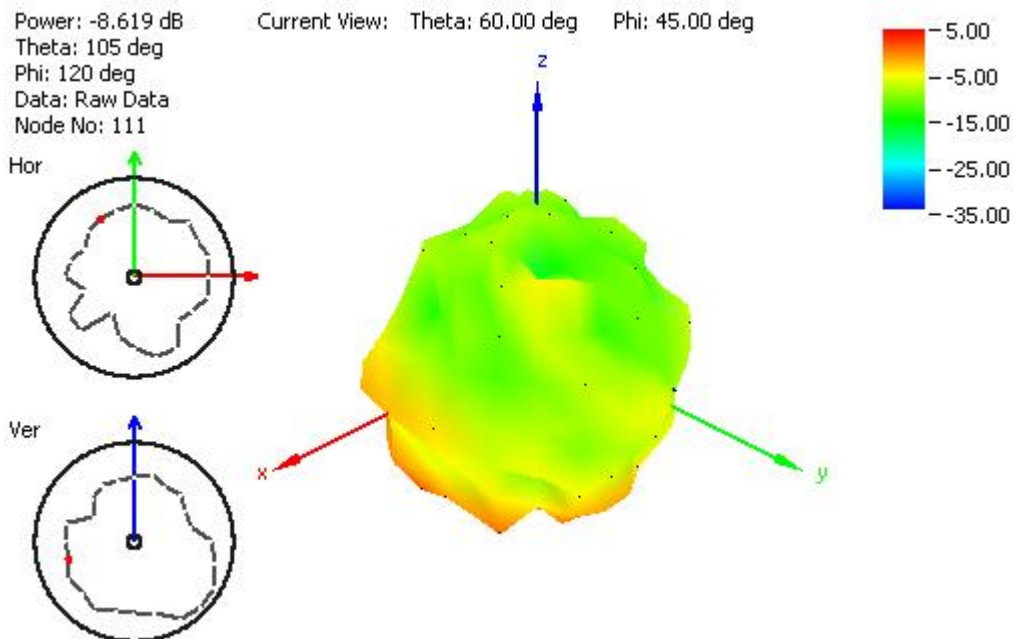 Power: -8.619 dB
Theta: 105 deg
Phi: 120 deg
Data: Raw Data
Node No: 111
Current View: Theta: 60.00 deg Phi: 45.00 deg
5.00
-5.00
-15.00
-25.00
-35.00
Hor
Ver
z
x
y